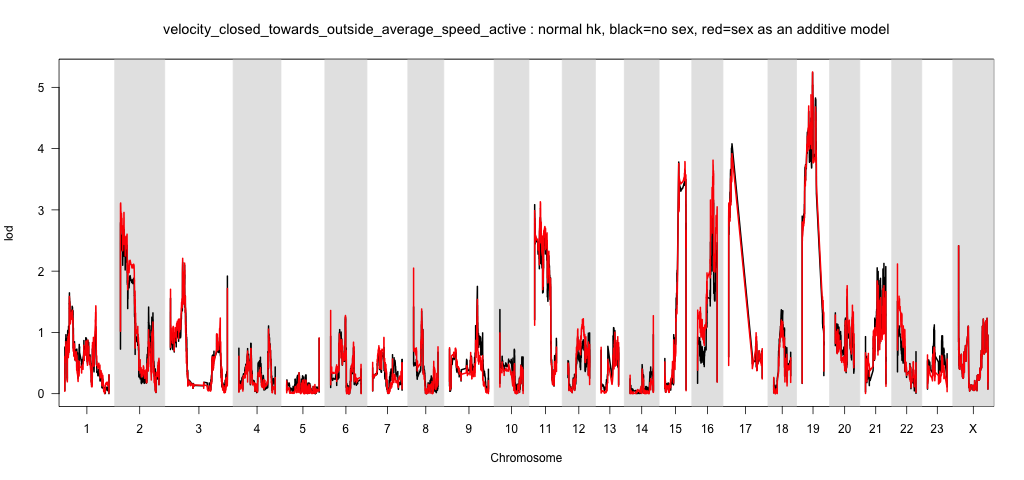 velocity_closed_towards_outside_average_speed_active : normal hk, black=no sex, red=sex as an additive model
lod
5
4
3
2
1
0
1 2 3 4 5 6 7 8 9 10 11 12 13 14 15 16 17 18 19 20 21 22 23 X
Chromosome